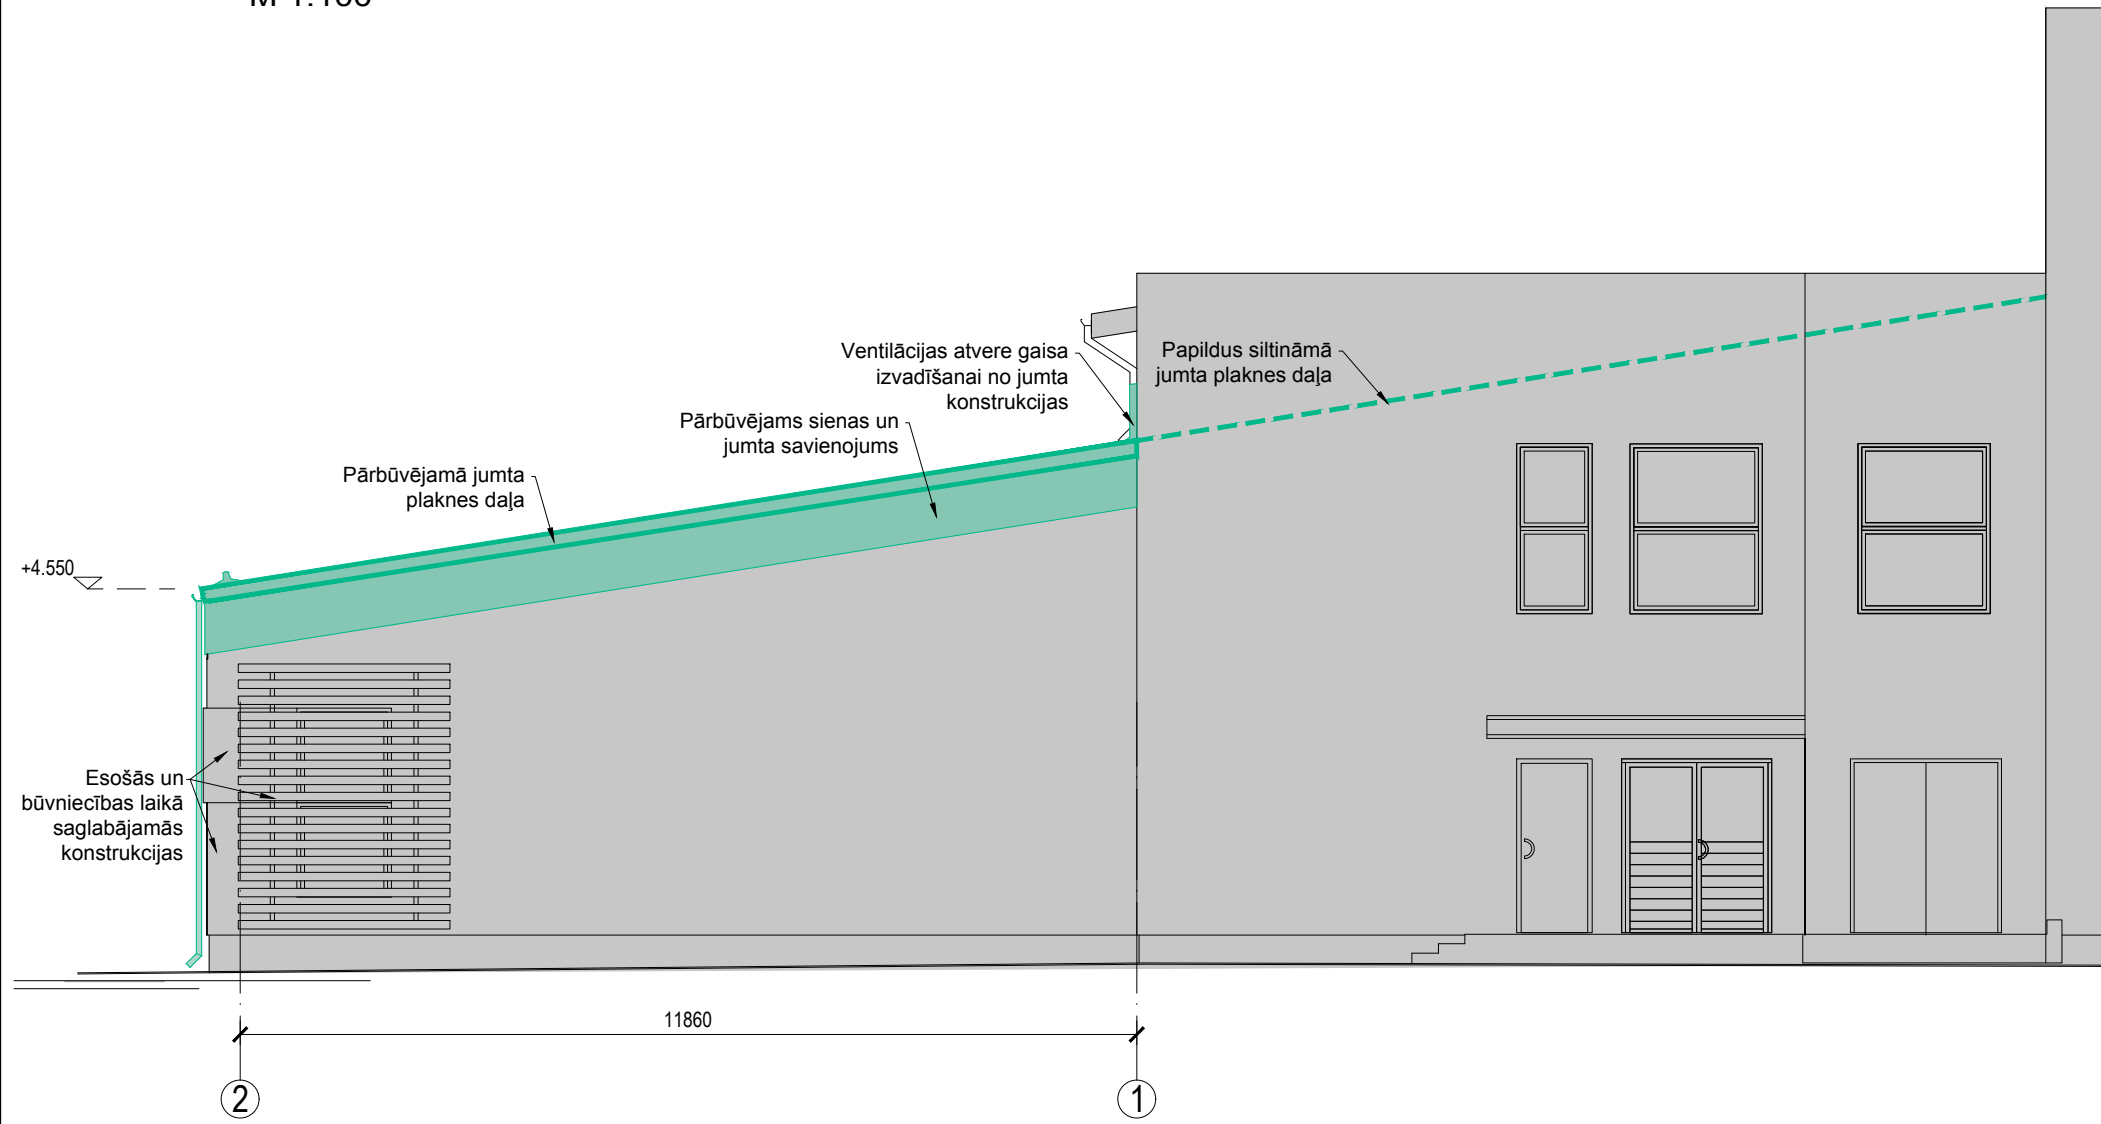 Ventilācijas atvere gaisa
izvadīšanai no jumta
konstrukcijas
Papildus siltināmā
jumta plaknes daļa
Pārbūvējams sienas un
jumta savienojums
Pārbūvējamā jumta
plaknes daļa
+4.550
Esošās un
būvniecības laikā
saglabājamās
konstrukcijas
11860
2
1